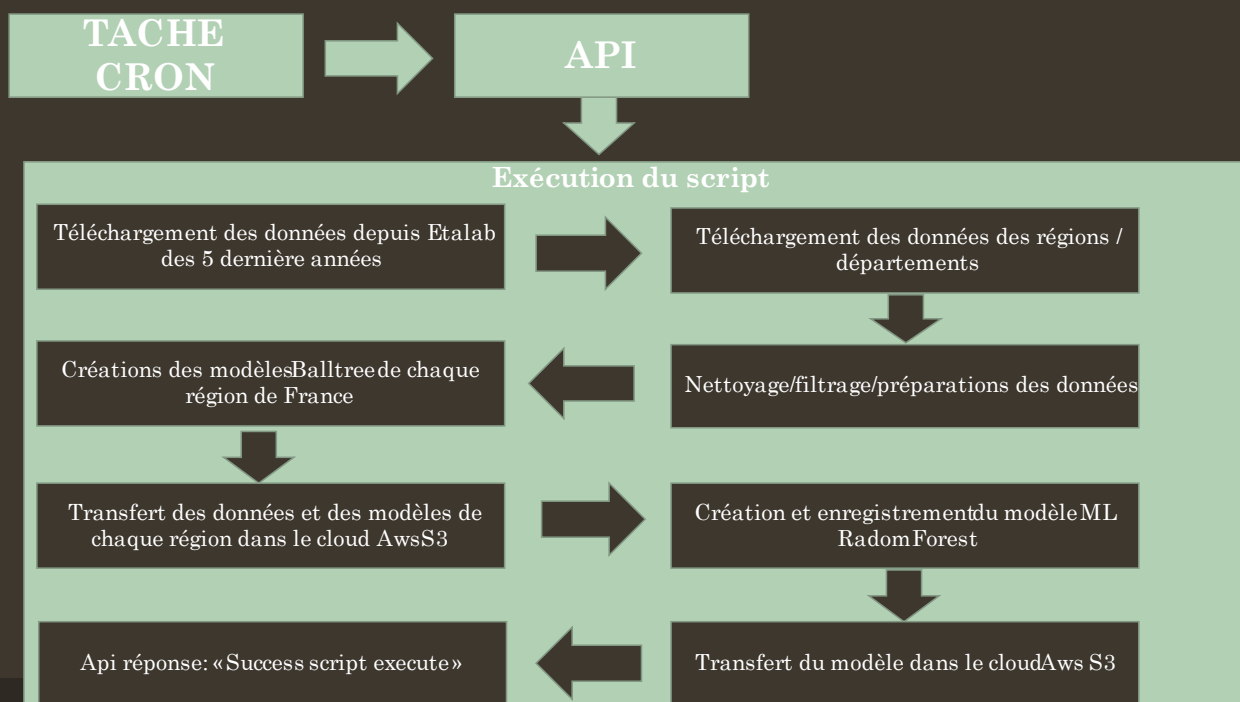 TACHE
CRON
API
Exécution du script
Téléchargement des données depuis Etalab
des 5 dernière années
Téléchargement des données des régions /
départements
Nettoyage/filtrage/préparations des données
Créations des modèlesBalltree de chaque
région de France
Transfert des données et des modèles de
chaque région dans le cloud AwsS3
Création et enregistrementdu modèle ML
RadomForest
Transfert du modèle dans le cloudAws S3
Api réponse: «Success script execute»